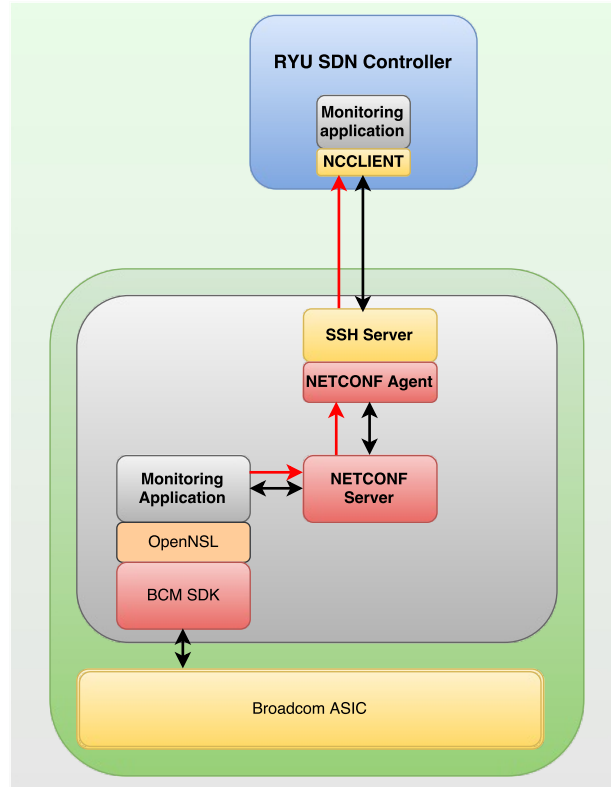 RYU SDN Controller
Monitoring
application
NCCLIENT
SSH Server
NETCONF Agent
Monitoring
Application
NETCONF
Server
OpenNSL
BCM SDK
Broadcom ASIC